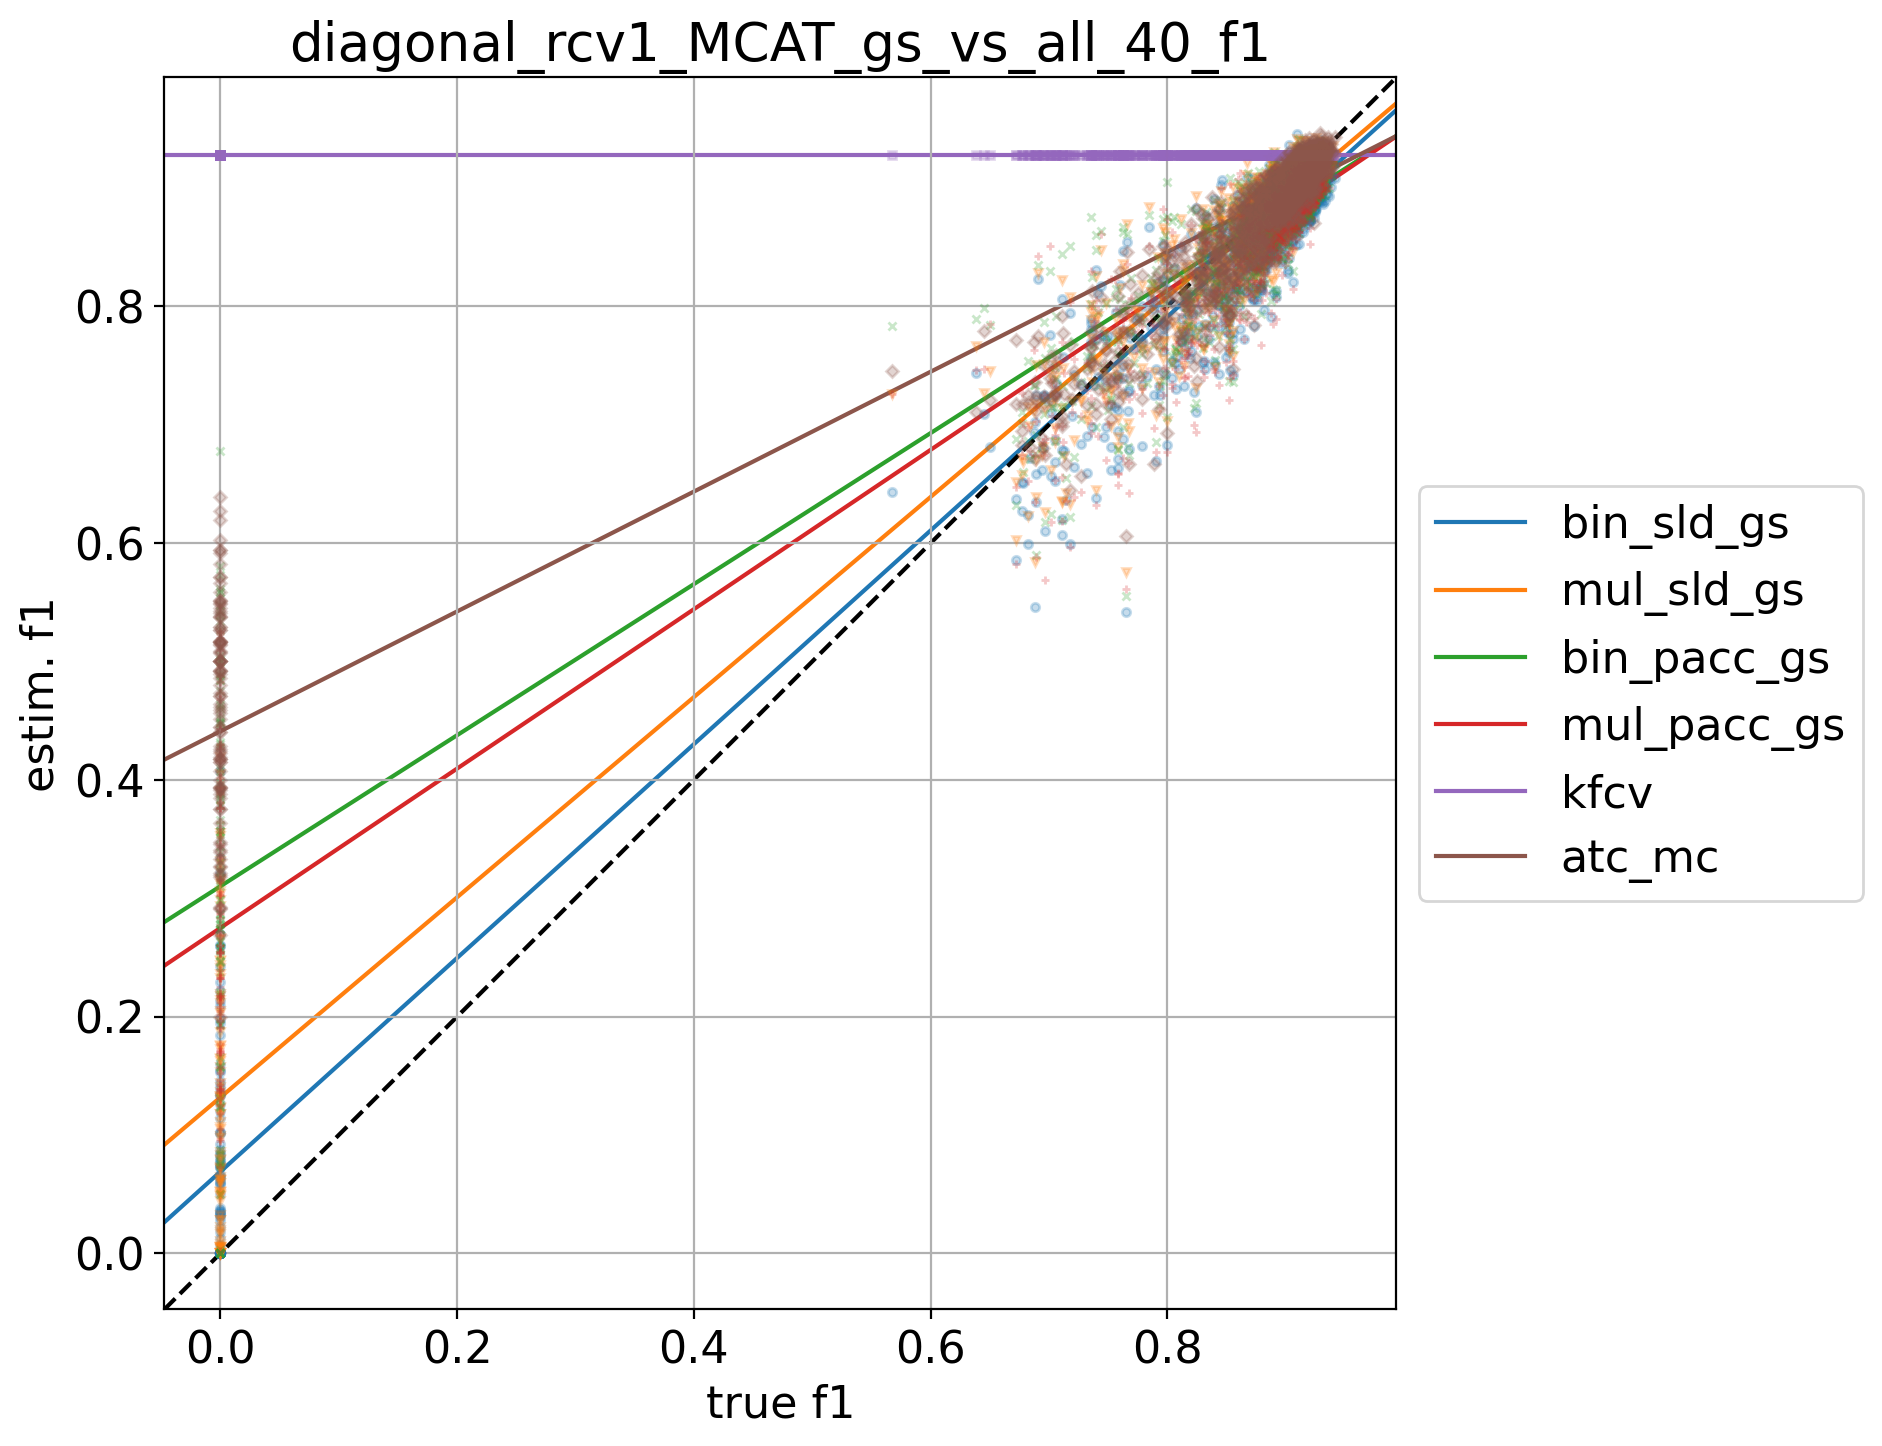 diagonal_rcv1_MCAT_gs_vs_all_40_f1
estim. f1
0.8
0.6
0.4
0.2
0.0
0.0 0.2 0.4 0.6 0.8
true f1
bin_sld_gs
mul_sld_gs
bin_pacc_gs
mul_pacc_gs
kfcv
atc_mc